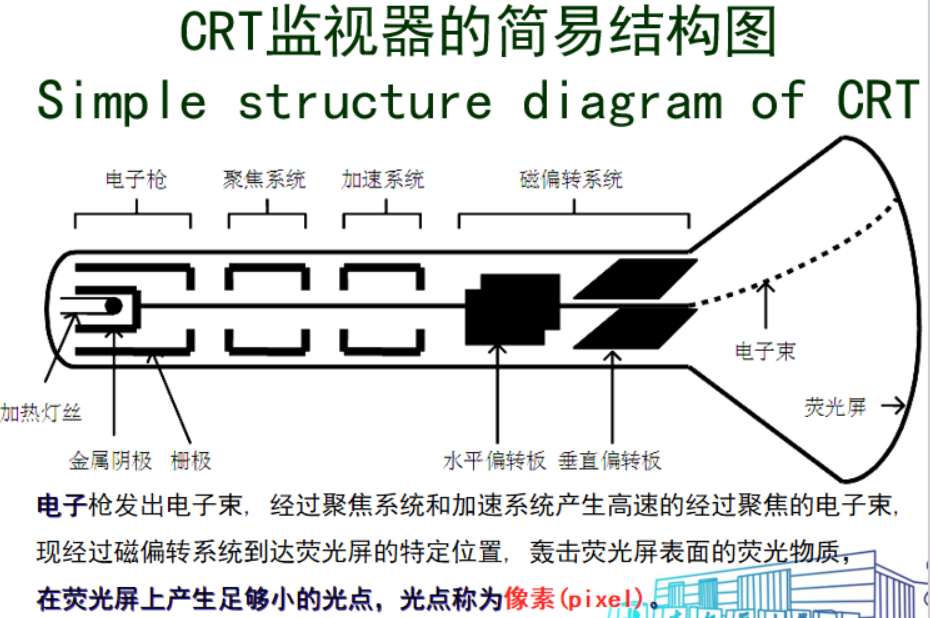 CRT监视器的简易结构图
Simple structure diagram of CRT
电子枪 聚焦系统 加速系统 磁偏转系统
电子束
荧光屏
加热灯丝
金属阴极 栅极 水平偏转板 垂直偏转板
电子枪发出电子束, 经过聚焦系统和加速系统产生高速的经过聚焦的电子束,
现经过磁偏转系统到达荧光屏的特定位置, 轰击荧光屏表面的荧光物质,
在荧光屏上产生足够小的光点, 光点称为像素(pixel)。